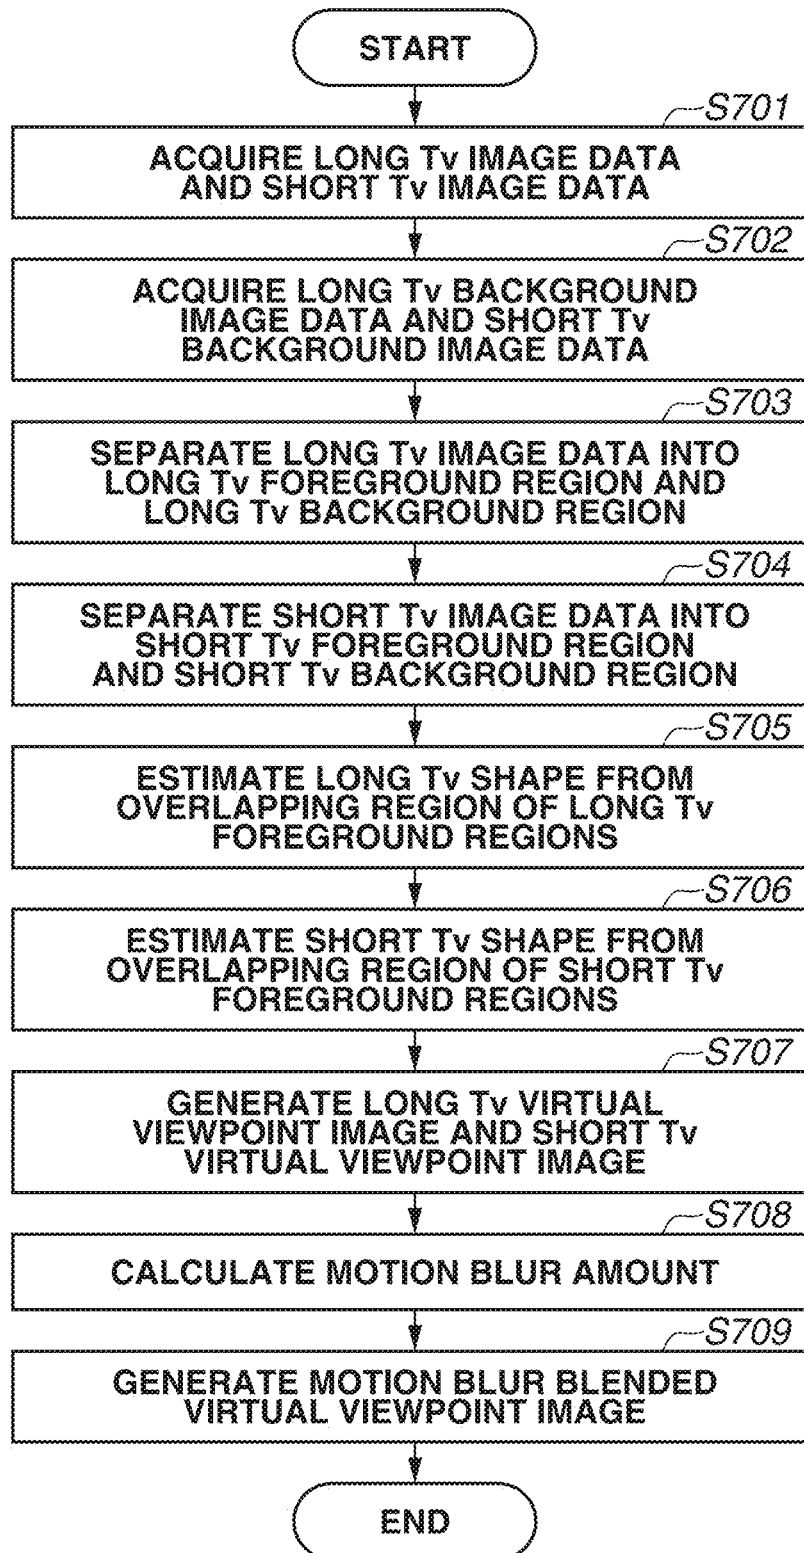 START
S701
ACQUIRE LONG Tv IMAGE DATA
AND SHORT Tv IMAGE DATA
S702
ACQUIRE LONG Tv BACKGROUND
IMAGE DATA AND SHORT Tv
BACKGROUND IMAGE DATA
S703
SEPARATE LONG Tv IMAGE DATA INTO
LONG Tv FOREGROUND REGION AND
LONG Tv BACKGROUND REGION
S704
SEPARATE SHORT Tv IMAGE DATA INTO
SHORT Tv FOREGROUND REGION
AND SHORT Tv BACKGROUND REGION
S705
ESTIMATE LONG Tv SHAPE FROM
OVERLAPPING REGION OF LONG Tv
FOREGROUND REGIONS
S706
ESTIMATE SHORT Tv SHAPE FROM
OVERLAPPING REGION OF SHORT Tv
FOREGROUND REGIONS
S707
GENERATE LONG Tv VIRTUAL
VIEWPOINT IMAGE AND SHORT Tv
VIRTUAL VIEWPOINT IMAGE
S708
CALCULATE MOTION BLUR AMOUNT
S709
GENERATE MOTION BLUR BLENDED
VIRTUAL VIEWPOINT IMAGE
END